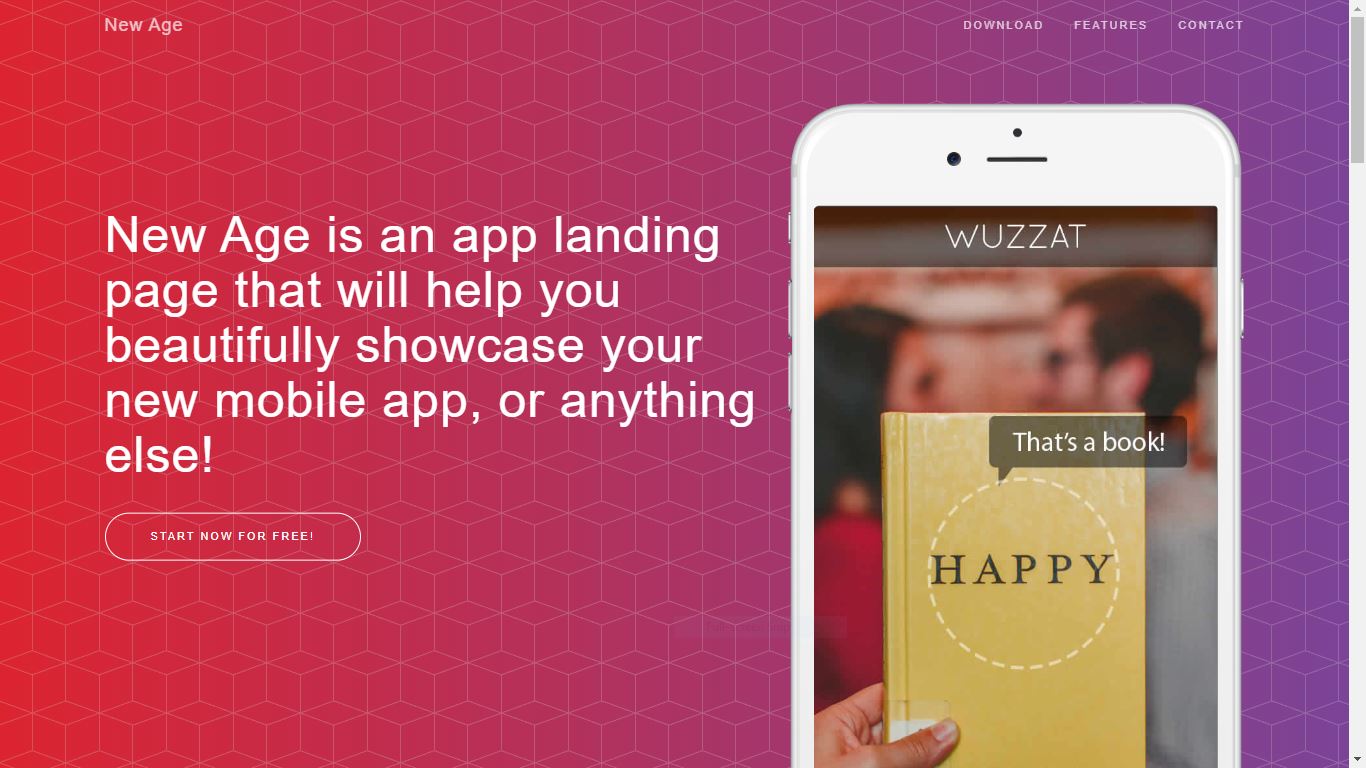 New Age
DOWNLOAD FEATURES CONTACT
New Age is an app landing
page that will help you
beautifully showcase your
new mobile app, or anything
else!
START NOW FOR FREE!
WUZZAT
That's a book!
HAPPY